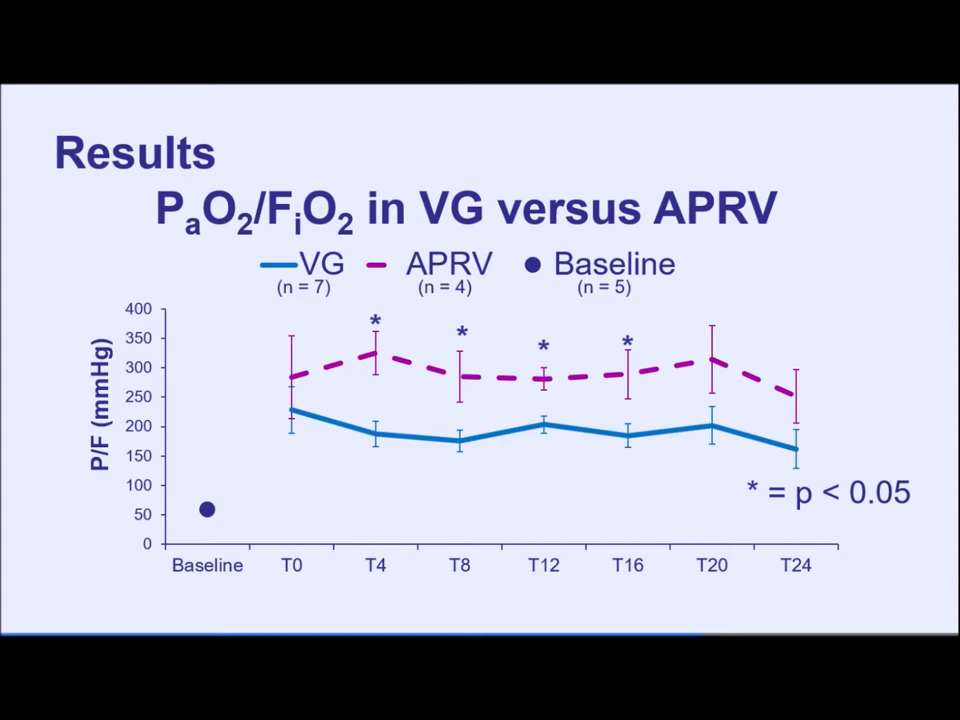 Results
PaO2/FiO2 in VG versus APRV
VG APRV Baseline
(n = 7) (n = 4) (n = 5)
400
350
300
250
200
150
100
50
0
P/F (mmHg)
* * * *
* = p < 0.05
Baseline T0 T4 T8 T12 T16 T20 T24